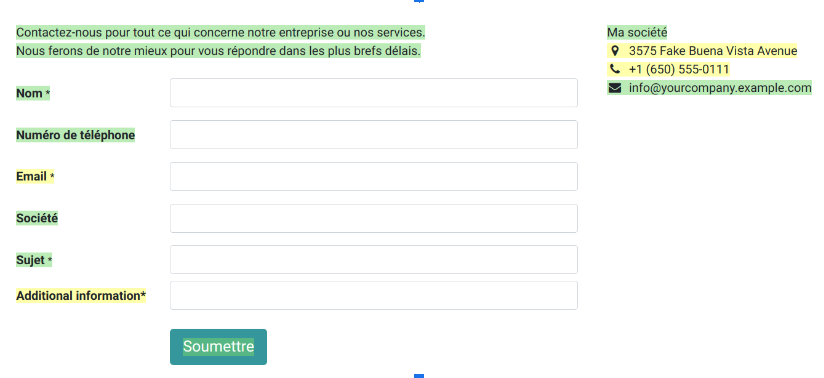 Contactez-nous pour tout ce qui concerne notre entreprise ou nos services.
Nous ferons de notre mieux pour vous répondre dans les plus brefs délais.
Nom *
Numéro de téléphone
Email *
Société
Sujet *
Additional information*
Soumettre
Ma société
3575 Fake Buena Vista Avenue
+1 (650) 555-0111
info@yourcompany.example.com